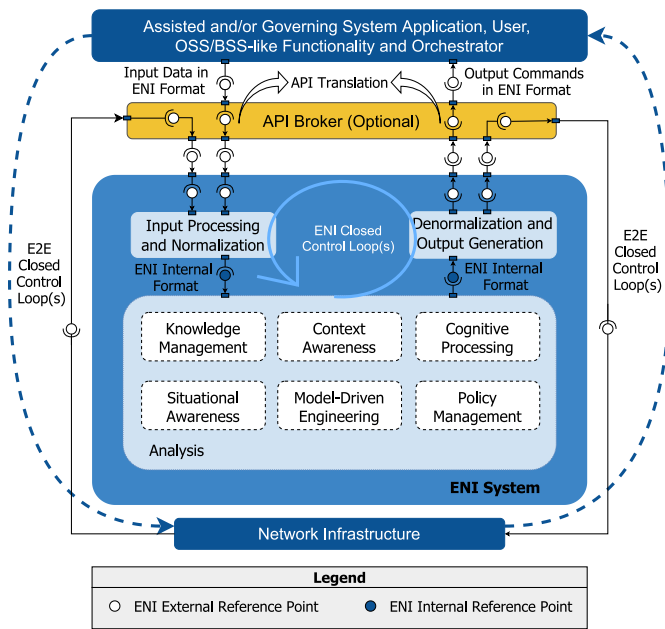 Assisted and/or Governing System Application, User,
OSS/BSS-like Functionality and Orchestrator
Input Data in
ENI Format
API Translation
Output Commands
in ENI Format
API Broker (Optional)
Input Processing
and Normalization
ENI Closed
Control Loop(s)
Denormalization and
Output Generation
E2E
Closed
Control
Loop(s)
E2E
Closed
Control
Loop(s)
ENI Internal
Format
ENI Internal
Format
Knowledge
Management
Context
Awareness
Cognitive
Processing
Situational
Awareness
Model-Driven
Engineering
Policy
Management
Analysis
ENI System
Network Infrastructure
Legend
ENI External Reference Point
ENI Internal Reference Point